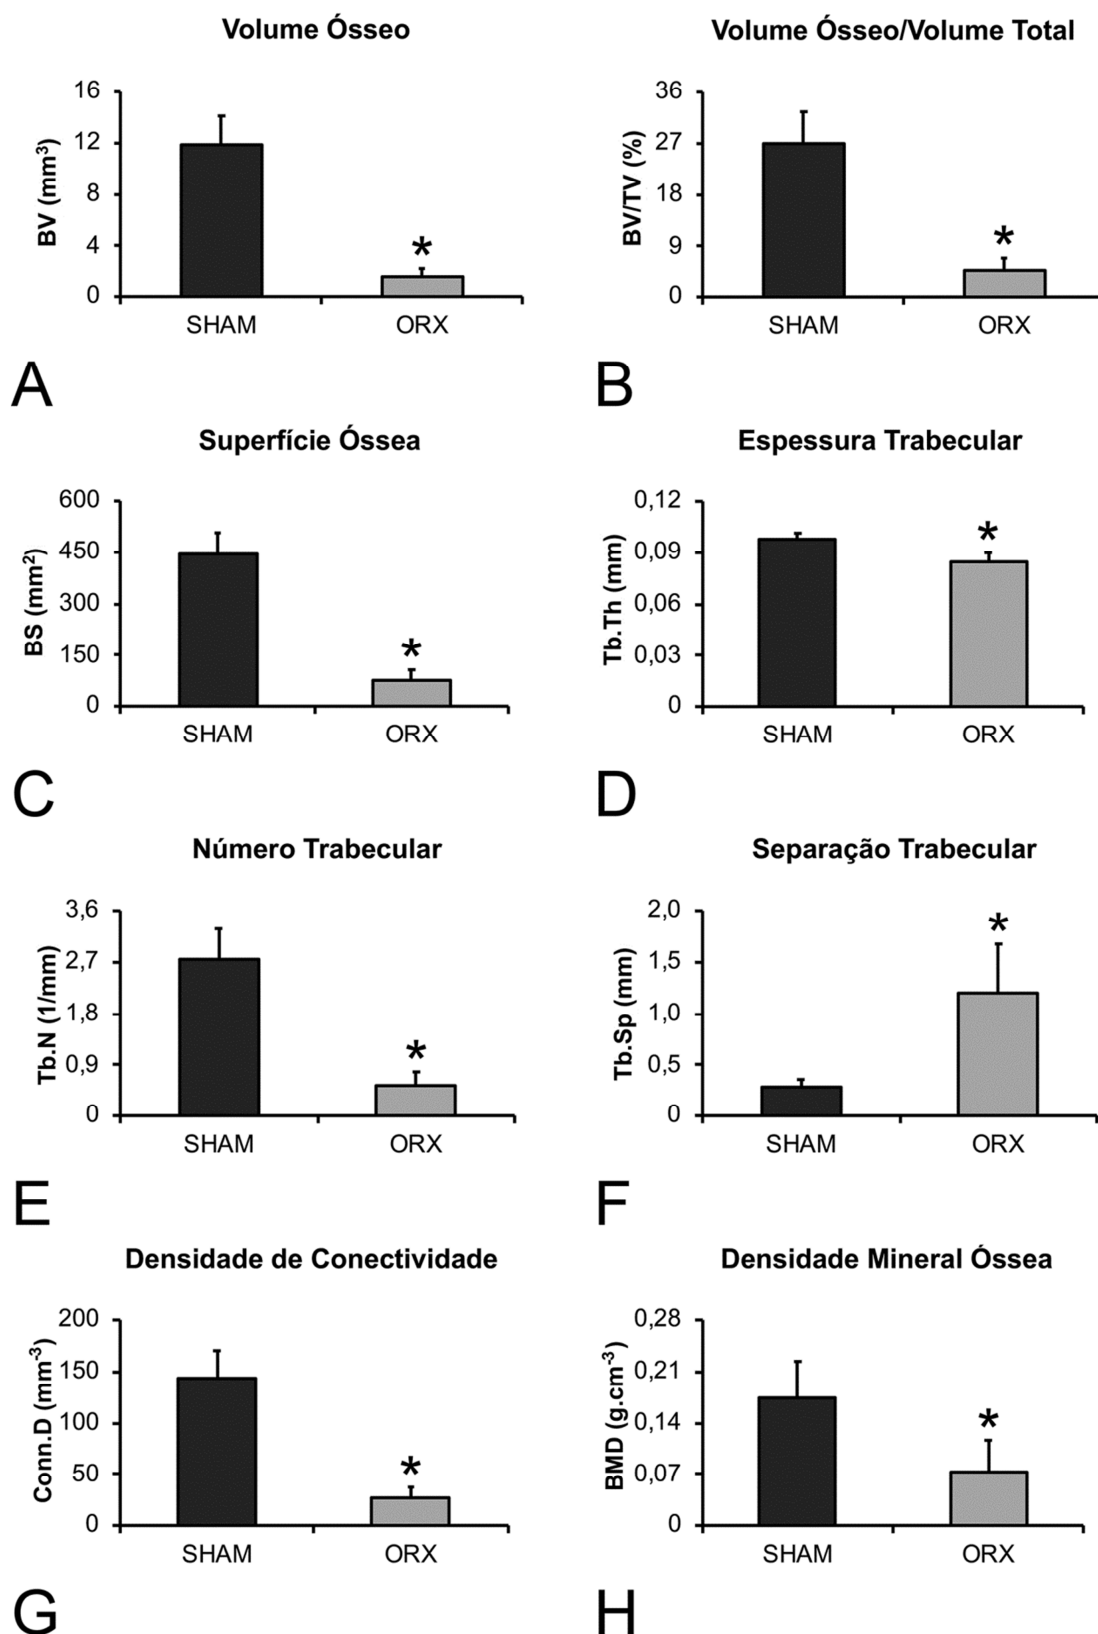 Volume Ósseo
BV (mm³)
16
12
8
4
0
*
SHAM ORX
A
Volume Ósseo/Volume Total
BV/TV (%)
36
27
18
9
0
*
SHAM ORX
B
Superfície Óssea
BS (mm²)
600
450
300
150
0
*
SHAM ORX
C
Espessura Trabecular
Tb.Th (mm)
0,12
0,09
0,06
0,03
0
*
SHAM ORX
D
Número Trabecular
Tb.N (1/mm)
3,6
2,7
1,8
0,9
0
*
SHAM ORX
E
Separação Trabecular
Tb.Sp (mm)
2,0
1,5
1,0
0,5
0
*
SHAM ORX
F
Densidade de Conectividade
Conn.D (mm⁻³)
200
150
100
50
0
*
SHAM ORX
G
Densidade Mineral Óssea
BMD (g.cm⁻³)
0,28
0,21
0,14
0,07
0
*
SHAM ORX
H